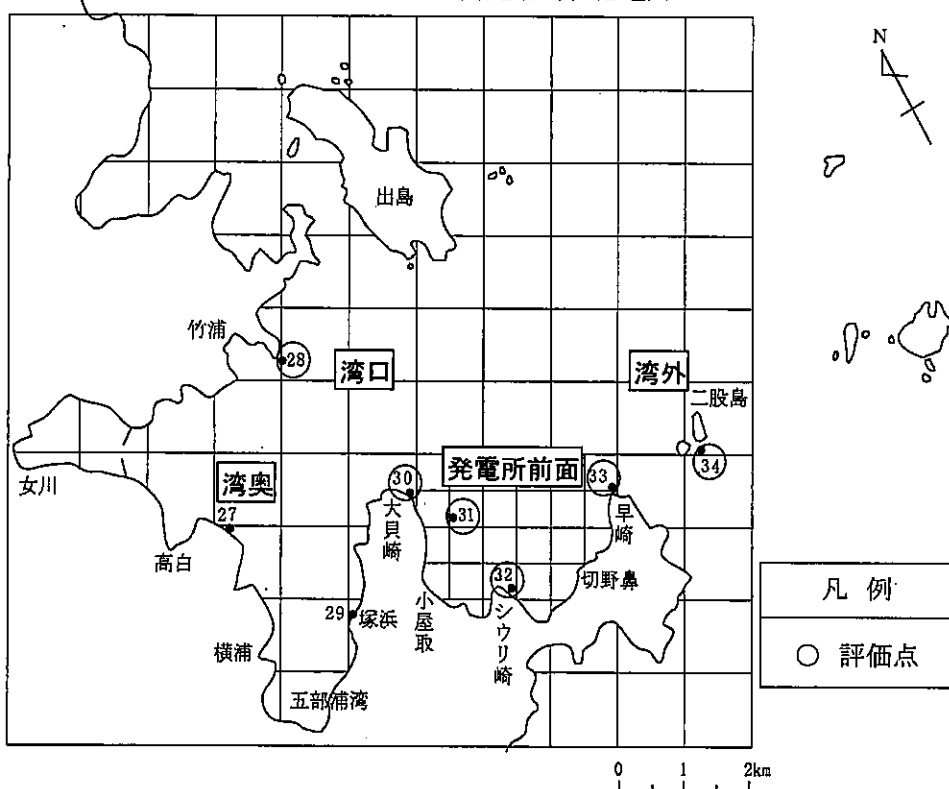 N
出島
竹浦
28
湾口
湾外
二股島
34
女川
湾奥
27
発電所前面
30
31
33
大貝崎
早崎
高白
32
切野鼻
29
塚浜
小屋取
シウリ崎
横浦
五部浦湾
凡例
○ 評価点
0 1 2km